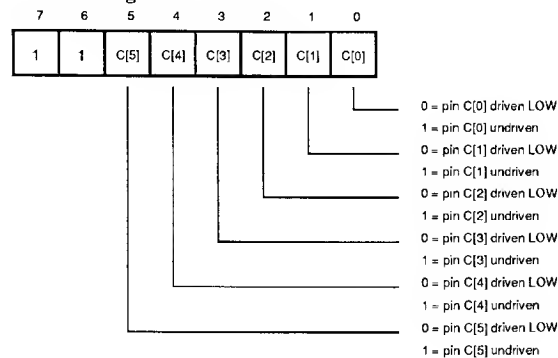 7 6 5 4 3 2 1 0
1 1 C[5] C[4] C[3] C[2] C[1] C[0]
0 = pin C[0] driven LOW
1 = pin C[0] undriven
0 = pin C[1] driven LOW
1 = pin C[1] undriven
0 = pin C[2] driven LOW
1 = pin C[2] undriven
0 = pin C[3] driven LOW
1 = pin C[3] undriven
0 = pin C[4] driven LOW
1 = pin C[4] undriven
0 = pin C[5] driven LOW
1 = pin C[5] undriven